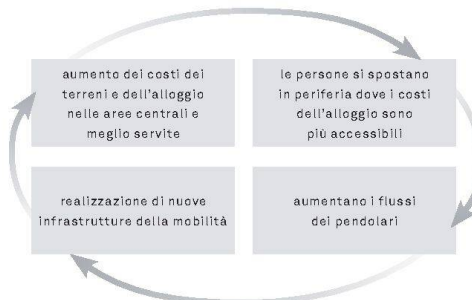 aumento dei costi dei
terreni e dell'alloggio
nelle aree centrali e
meglio servite
le persone si spostano
in periferia dove i costi
dell'alloggio sono
più accessibili
realizzazione di nuove
infrastrutture della mobilità
aumentano i flussi
dei pendolari